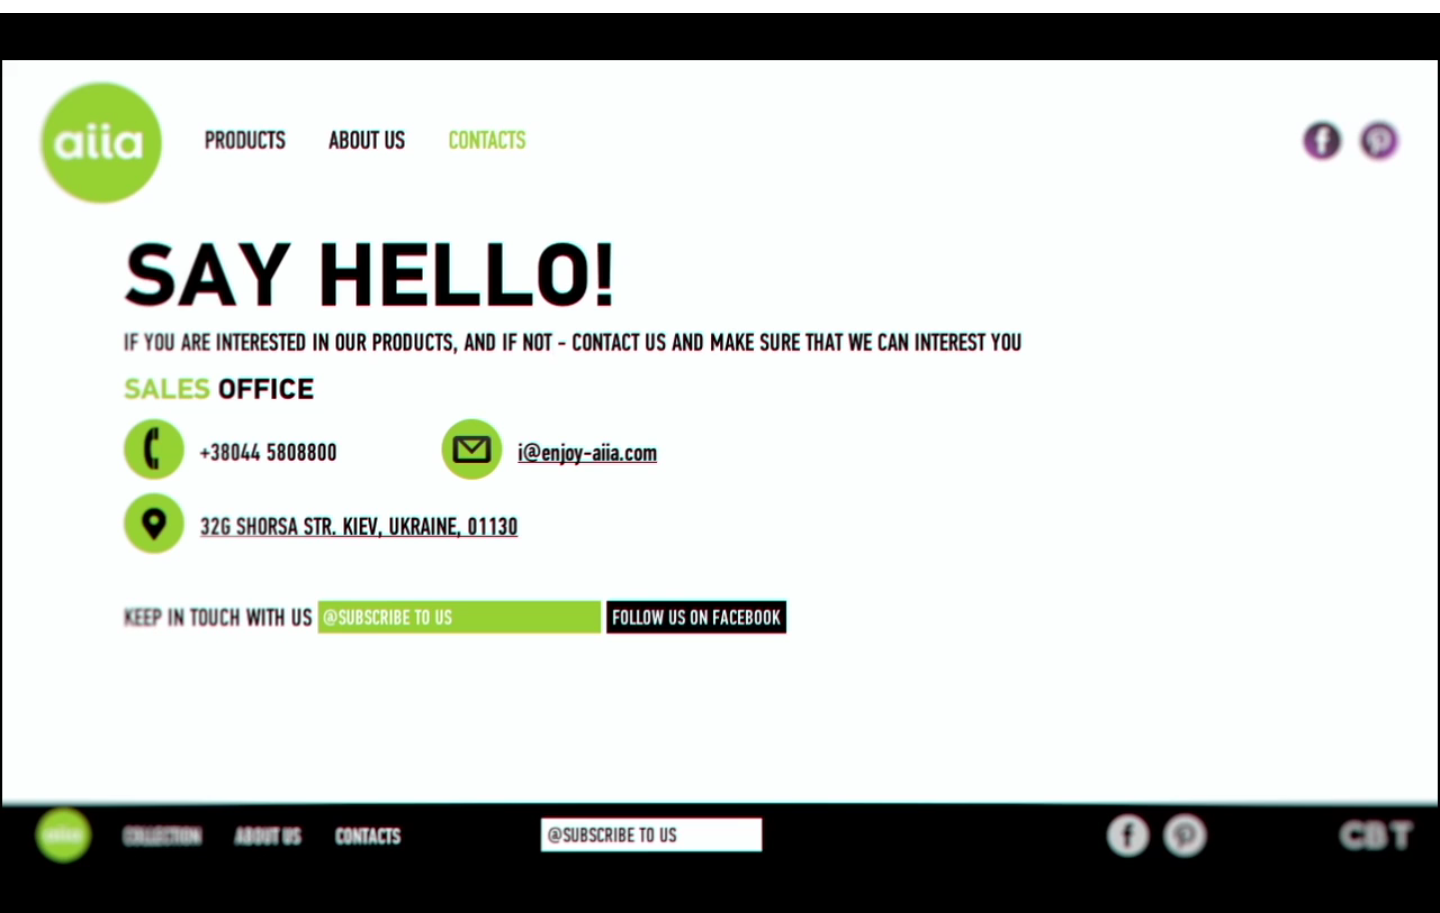 aiia PRODUCTS ABOUT US CONTACTS
SAY HELLO!
IF YOU ARE INTERESTED IN OUR PRODUCTS, AND IF NOT - CONTACT US AND MAKE SURE THAT WE CAN INTEREST YOU
SALES OFFICE
+38044 5808800 i@enjoy-aiia.com
32G SHORSA STR. KIEV, UKRAINE, 01130
KEEP IN TOUCH WITH US @SUBSCRIBE TO US FOLLOW US ON FACEBOOK
aiia COLLECTION ABOUT US CONTACTS @SUBSCRIBE TO US CBT